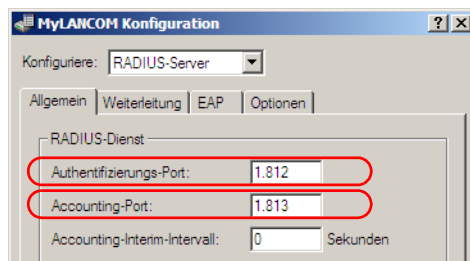 MyLANCOM Konfiguration
Konfiguriere: RADIUS-Server
Allgemein Weiterleitung EAP Optionen
RADIUS-Dienst
Authentifizierungs-Port: 1.812
Accounting-Port: 1.813
Accounting-Interim-Intervall: 0 Sekunden